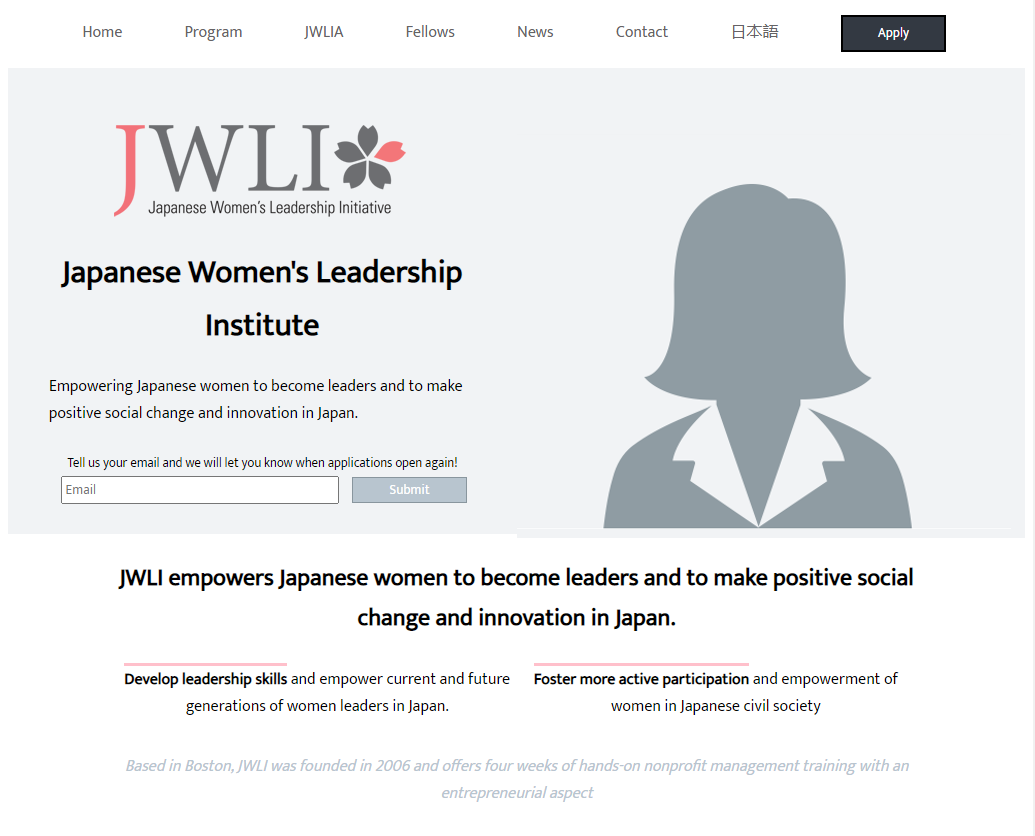 Home Program JWLIA Fellows News Contact 日本語 Apply
JWLI
Japanese Women's Leadership Initiative
Japanese Women's Leadership
Institute
Empowering Japanese women to become leaders and to make
positive social change and innovation in Japan.
Tell us your email and we will let you know when applications open again!
Email Submit
JWLI empowers Japanese women to become leaders and to make positive social
change and innovation in Japan.
Develop leadership skills and empower current and future
generations of women leaders in Japan.
Foster more active participation and empowerment of
women in Japanese civil society
Based in Boston, JWLI was founded in 2006 and offers four weeks of hands-on nonprofit management training with an
entrepreneurial aspect